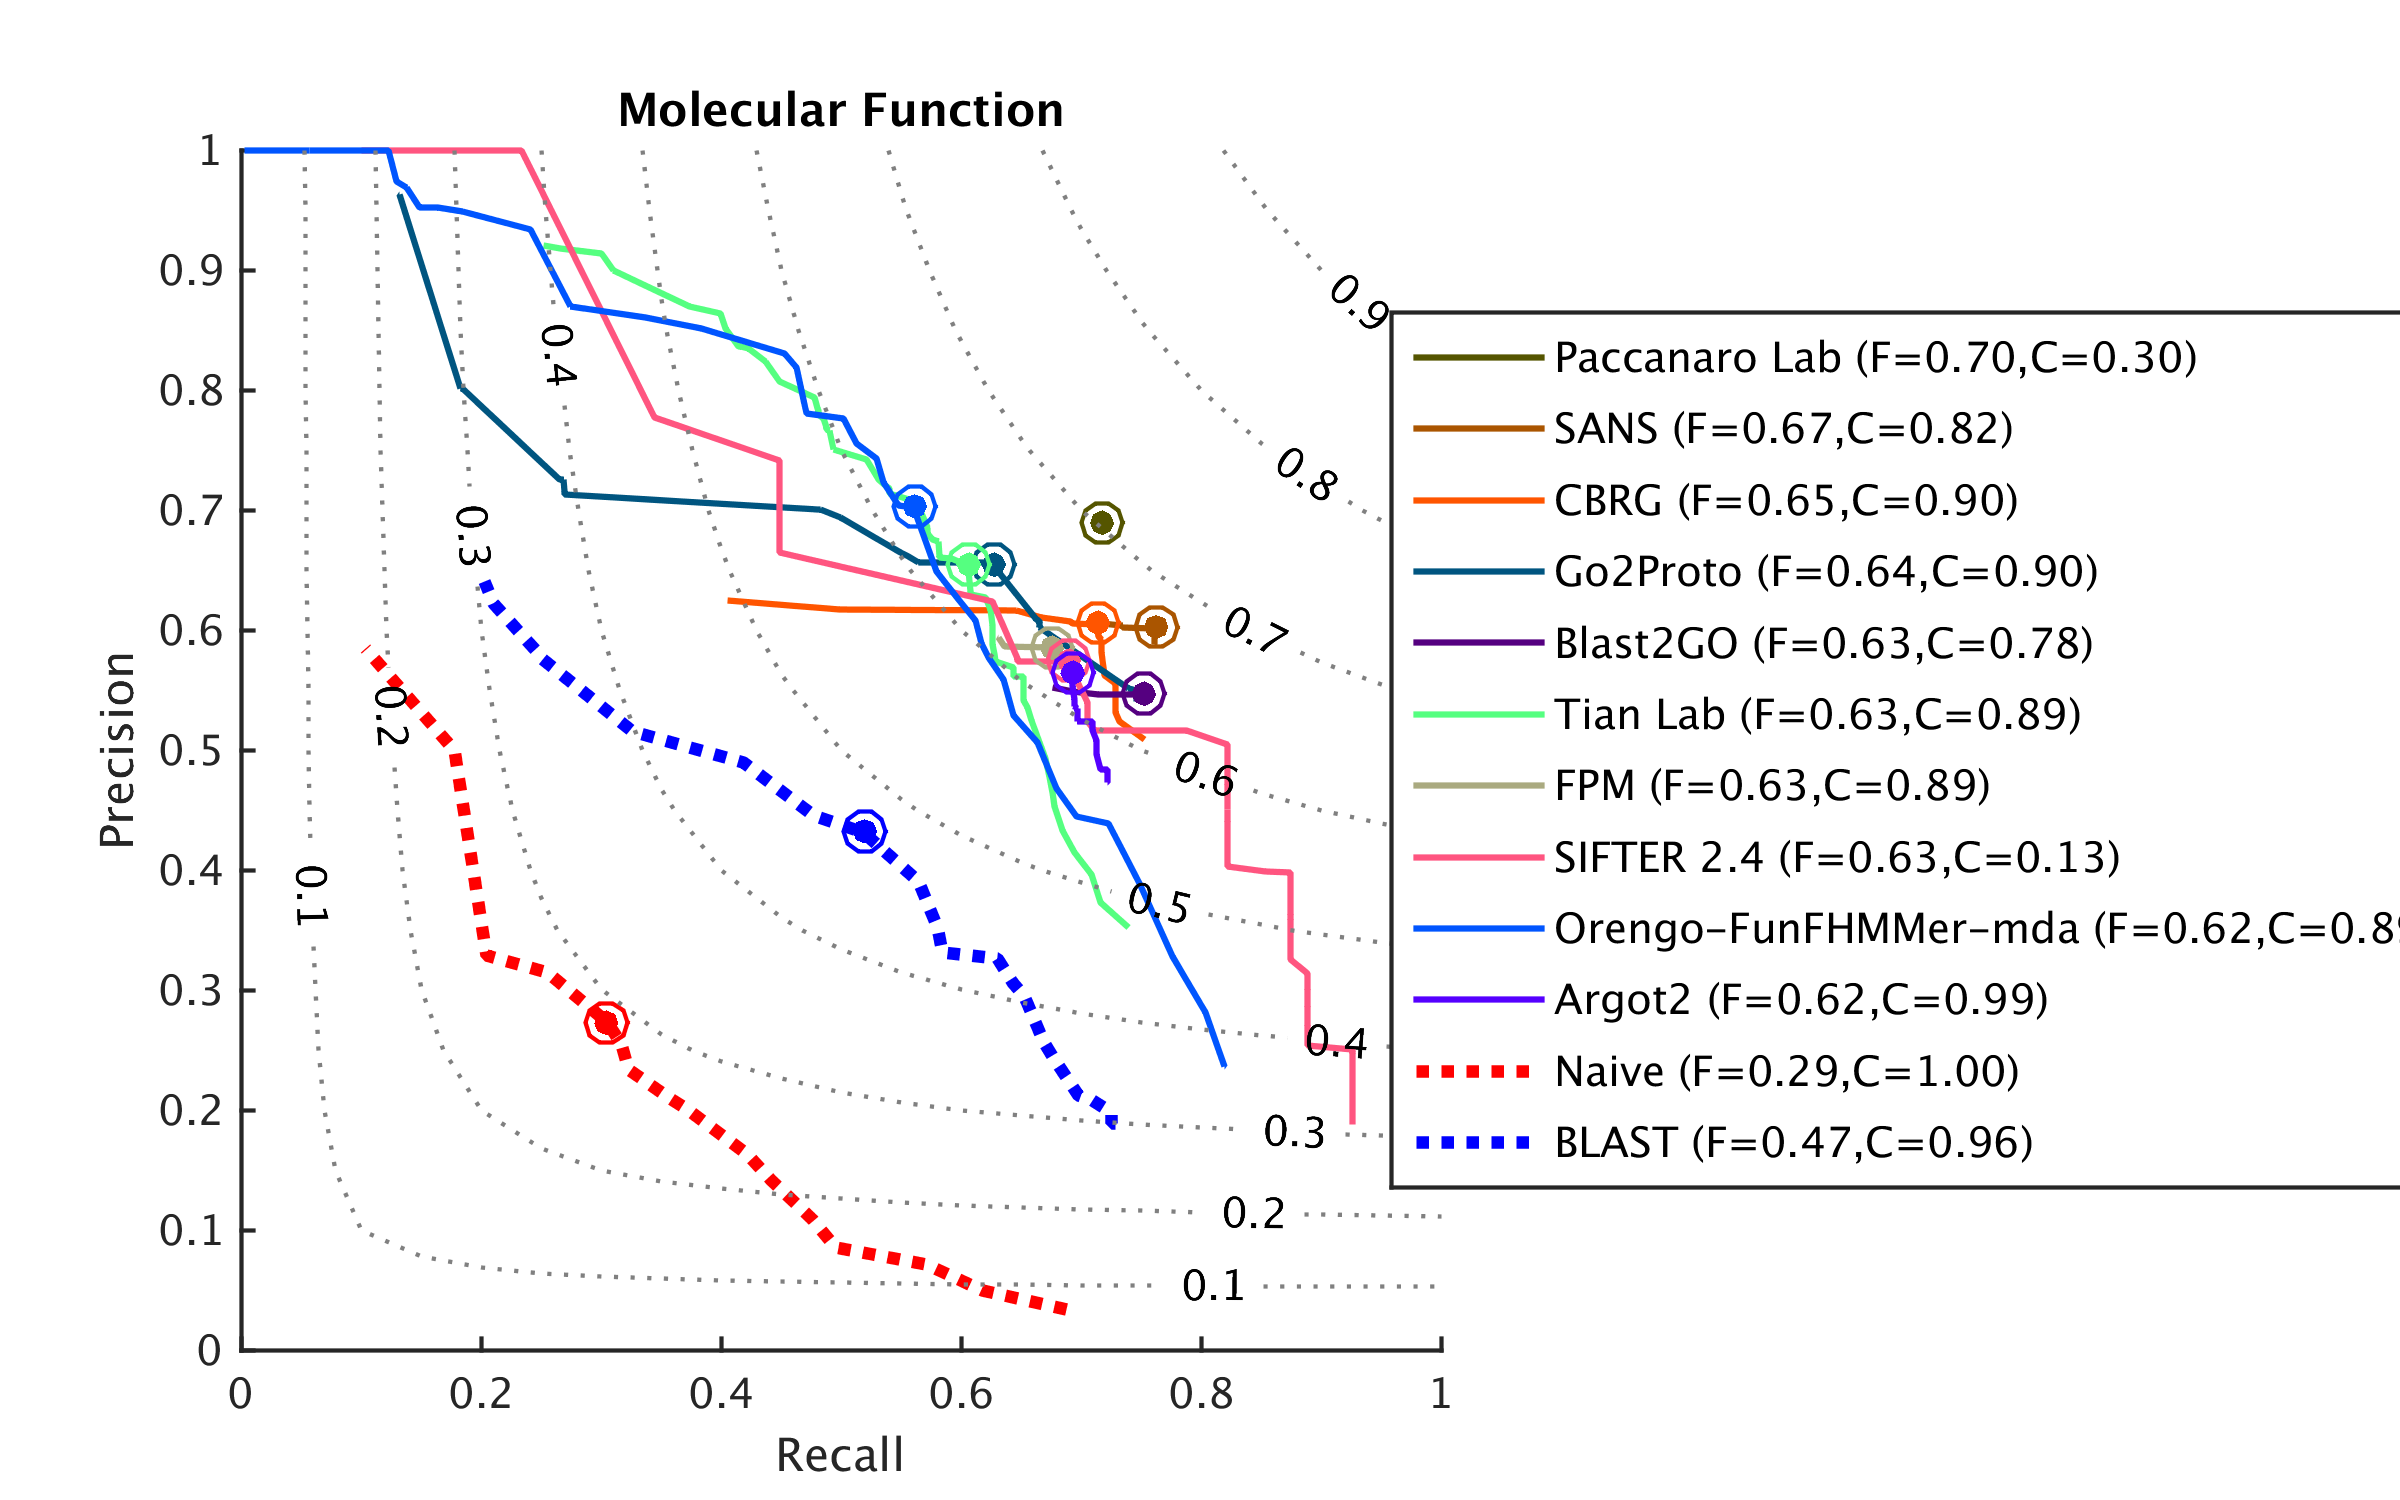 Molecular Function
1
0.9
0.8
0.7
0.6
0.5
0.4
0.3
0.2
0.1
0
Precision
0
0.2
0.4
0.6
0.8
1
Recall
0.1
0.2
0.3
0.4
0.9
0.8
0.7
0.6
0.5
0.4
0.3
0.2
0.1
Paccanaro Lab (F=0.70,C=0.30)
SANS (F=0.67,C=0.82)
CBRG (F=0.65,C=0.90)
Go2Proto (F=0.64,C=0.90)
Blast2GO (F=0.63,C=0.78)
Tian Lab (F=0.63,C=0.89)
FPM (F=0.63,C=0.89)
SIFTER 2.4 (F=0.63,C=0.13)
Orengo-FunFHMMer-mda (F=0.62,C=0.89
Argot2 (F=0.62,C=0.99)
Naive (F=0.29,C=1.00)
BLAST (F=0.47,C=0.96)